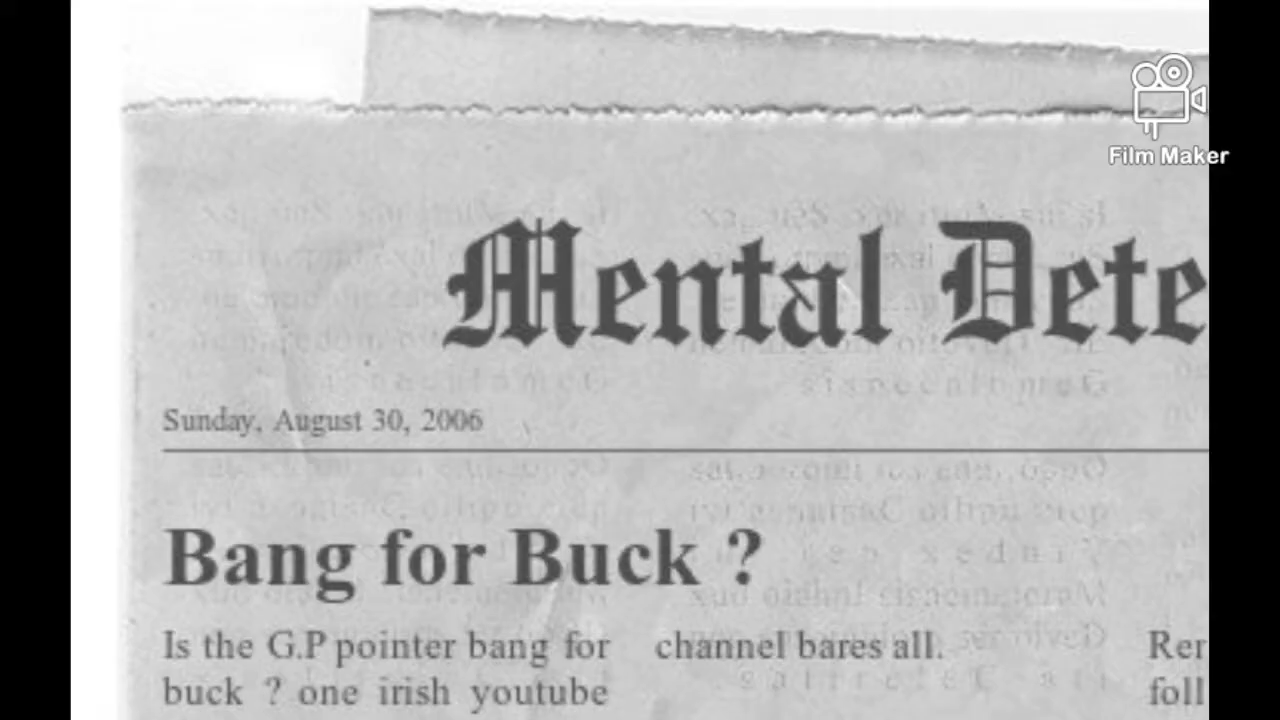 Film Maker
Mental Dete
Sunday, August 30, 2006
Bang for Buck ?
Is the G.P pointer bang for
buck ? one irish youtube
channel bares all.
Rer
foll